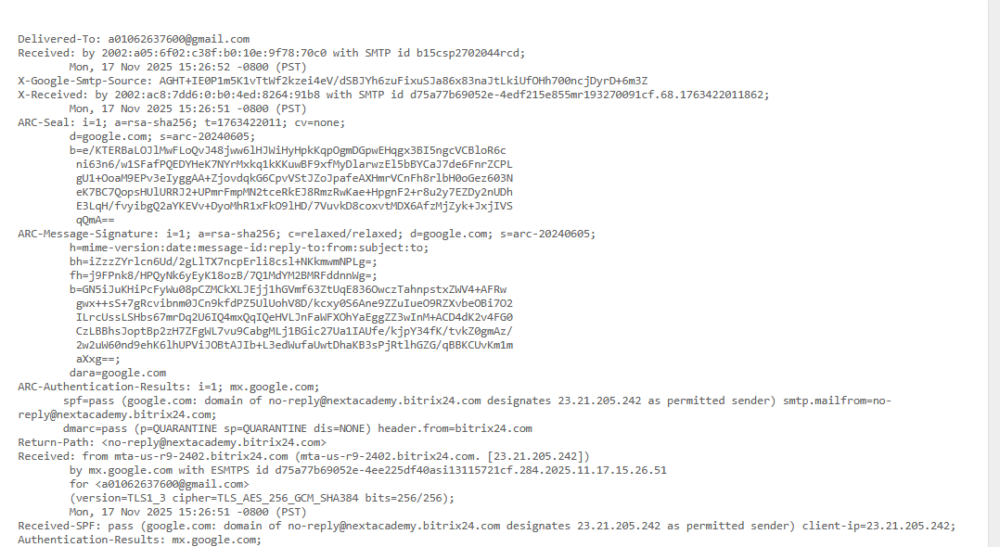 Delivered-To: a01062637600@gmail.com
Received: by 2002:a05:6f02:c38f:b0:10e:9f78:70c0 with SMTP id b15csp2702044rcd;
Mon, 17 Nov 2025 15:26:52 -0800 (PST)
X-Google-Smtp-Source: AGHT+IE0P1m5K1vTtWf2kzei4eV/dSBJYh6zuFixuSJa86x83naJtLkiUfOHh700ncjDyrD+6m3Z
X-Received: by 2002:ac8:7dd6:0:b0:4ed:8264:91b8 with SMTP id d75a77b69052e-4edf215e855mr193270091cf.68.1763422011862;
Mon, 17 Nov 2025 15:26:51 -0800 (PST)
ARC-Seal: i=1; a=rsa-sha256; t=1763422011; cv=none;
d=google.com; s=arc-20240605;
b=e/KTERBaLOJlMwFLoQvJ48jww6lHJWiHyHpkKqpOgmDGpwEHqgx3BI5ngcVCBloR6c
ni63n6/w1SFafPQEDYHeK7NYrMxkq1kKKuwBF9xfMyDlarwzEl5bBYCaJ7de6FnrZCPL
gU1+OoaM9EPv3eIyggAA+ZjovdqkG6CpvVStJZoJpafeAXHmrVCnFh8rlbH0oGez603N
eK7BC7QopsHUlURRJ2+UPmrFmpMN2tceRkEJ8RmzRwKae+HpgnF2+r8u2y7EZDy2nUDh
E3LqH/fvyibgQ2aYKEVv+DyoMhR1xFkO9lHD/7VuvkD8coxvtMDX6AfzMjZyk+JxjIVS
qQmA==
ARC-Message-Signature: i=1; a=rsa-sha256; c=relaxed/relaxed; d=google.com; s=arc-20240605;
h=mime-version:date:message-id:reply-to:from:subject:to;
bh=iZzzZYrlcn6Ud/2gLlTX7ncpErli8csl+NKkmwmNPLg=;
fh=j9FPnk8/HPQyNk6yEyK18ozB/7Q1MdYM2BMRFddnnWg=;
b=GN5iJuKHiPcFyWu08pCZMCkXLJEjj1hGVmf63ZtUqE836OwczTahnpstxZWV4+AFRw
gwx++sS+7gRcvibnm0JCn9kfdPZ5UlUohV8D/kcxy0S6Ane9ZZuIueO9RZXvbeOBi7O2
ILrcUssLSHbs67mrDq2U6IQ4mxQqIQeHVLJnFaWFXOhYaEggZZ3wInM+ACD4dK2v4FG0
CzLBBhsJoptBp2zH7ZFgWL7vu9CabgMLj1BGic27Ua1IAUfe/kjpY34fK/tvkZ0gmAz/
2w2uW60nd9ehK6lhUPViJOBtAJIb+L3edWufaUwtDhaKB3sPjRtlhGZG/qBBKCUvKm1m
aXxg==;
dara=google.com
ARC-Authentication-Results: i=1; mx.google.com;
spf=pass (google.com: domain of no-reply@nextacademy.bitrix24.com designates 23.21.205.242 as permitted sender) smtp.mailfrom=no-
reply@nextacademy.bitrix24.com;
dmarc=pass (p=QUARANTINE sp=QUARANTINE dis=NONE) header.from=bitrix24.com
Return-Path: <no-reply@nextacademy.bitrix24.com>
Received: from mta-us-r9-2402.bitrix24.com (mta-us-r9-2402.bitrix24.com. [23.21.205.242])
by mx.google.com with ESMTPS id d75a77b69052e-4ee225df40asi13115721cf.284.2025.11.17.15.26.51
for <a01062637600@gmail.com>
(version=TLS1_3 cipher=TLS_AES_256_GCM_SHA384 bits=256/256);
Mon, 17 Nov 2025 15:26:51 -0800 (PST)
Received-SPF: pass (google.com: domain of no-reply@nextacademy.bitrix24.com designates 23.21.205.242 as permitted sender) client-ip=23.21.205.242;
Authentication-Results: mx.google.com;